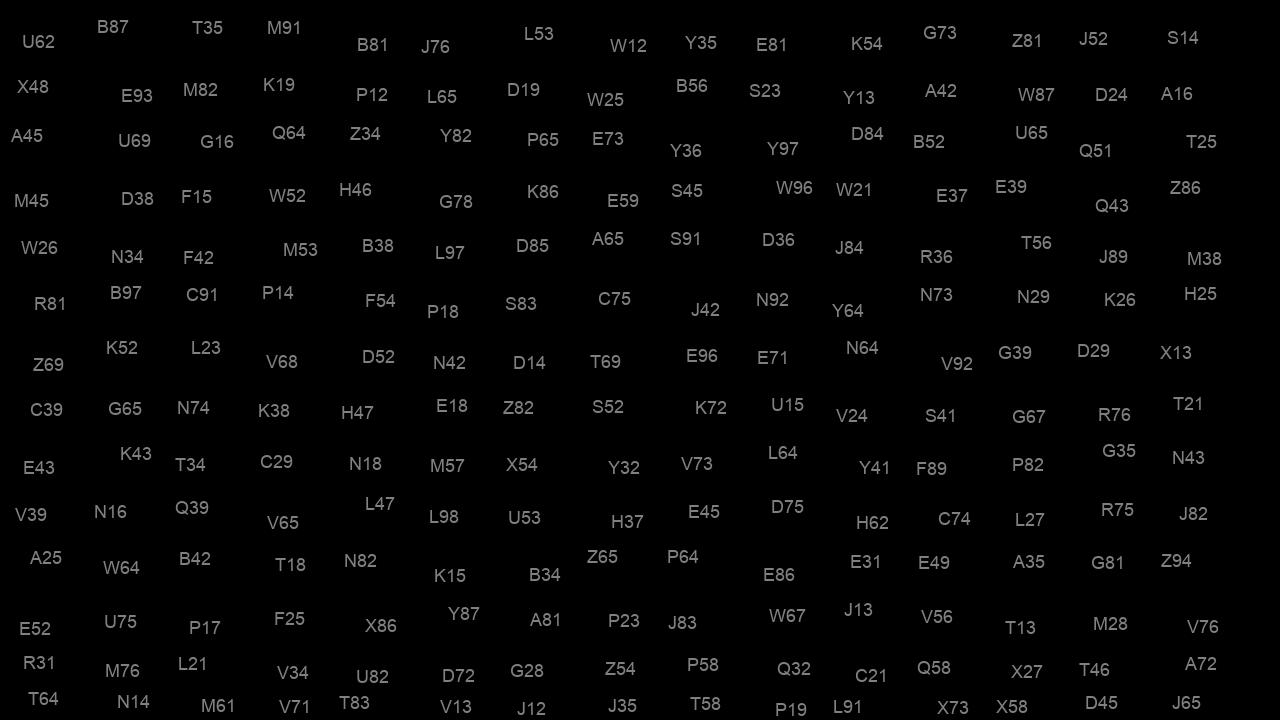 U62 B87 T35 M91 B81 J76 L53 W12 Y35 E81 K54 G73 Z81 J52 S14
X48 E93 M82 K19 P12 L65 D19 W25 B56 S23 Y13 A42 W87 D24 A16
A45 U69 G16 Q64 Z34 Y82 P65 E73 Y36 Y97 D84 B52 U65 Q51 T25
M45 D38 F15 W52 H46 G78 K86 E59 S45 W96 W21 E37 E39 Q43 Z86
W26 N34 F42 M53 B38 L97 D85 A65 S91 D36 J84 R36 T56 J89 M38
R81 B97 C91 P14 F54 P18 S83 C75 J42 N92 Y64 N73 N29 K26 H25
Z69 K52 L23 V68 D52 N42 D14 T69 E96 E71 N64 V92 G39 D29 X13
C39 G65 N74 K38 H47 E18 Z82 S52 K72 U15 V24 S41 G67 R76 T21
E43 K43 T34 C29 N18 M57 X54 Y32 V73 L64 Y41 F89 P82 G35 N43
V39 N16 Q39 V65 L47 L98 U53 H37 E45 D75 H62 C74 L27 R75 J82
A25 W64 B42 T18 N82 K15 B34 Z65 P64 E86 E31 E49 A35 G81 Z94
E52 U75 P17 F25 X86 Y87 A81 P23 J83 W67 J13 V56 T13 M28 V76
R31 M76 L21 V34 U82 D72 G28 Z54 P58 Q32 C21 Q58 X27 T46 A72
T64 N14 M61 V71 T83 V13 J12 J35 T58 P19 L91 X73 X58 D45 J65